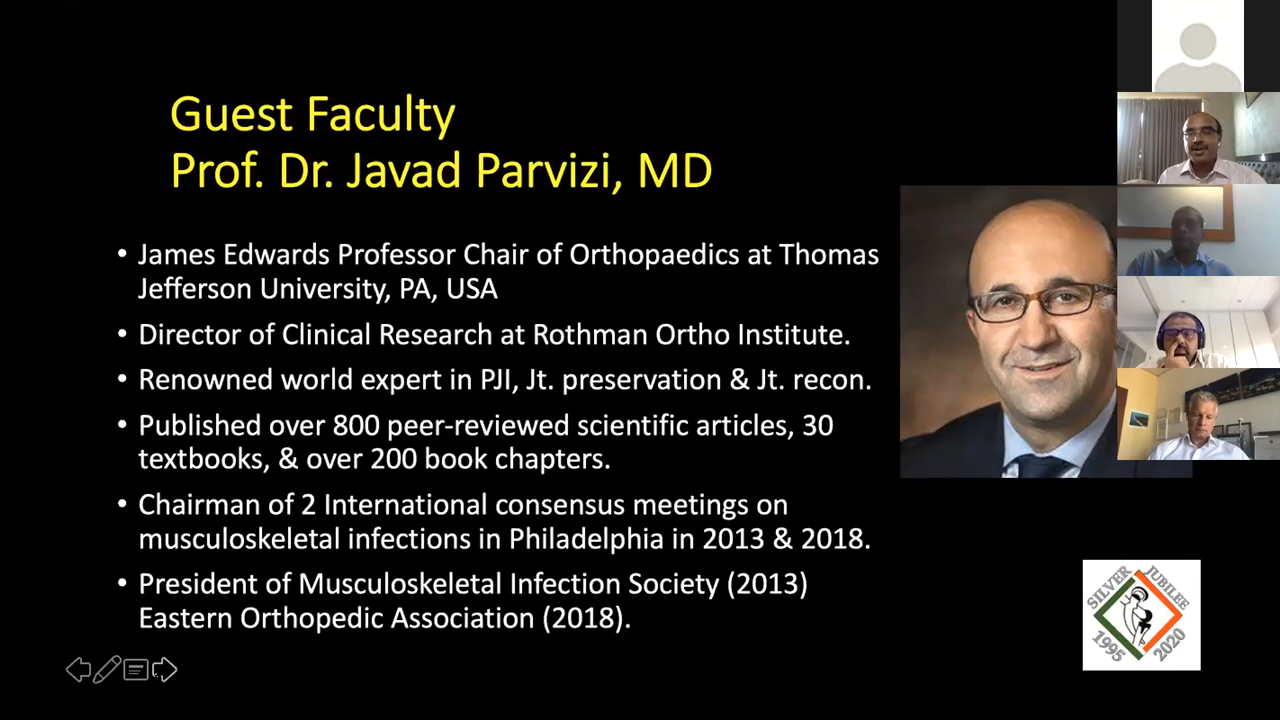 Guest Faculty
Prof. Dr. Javad Parvizi, MD
• James Edwards Professor Chair of Orthopaedics at Thomas
Jefferson University, PA, USA
• Director of Clinical Research at Rothman Ortho Institute.
• Renowned world expert in PJI, Jt. preservation & Jt. recon.
• Published over 800 peer-reviewed scientific articles, 30
textbooks, & over 200 book chapters.
• Chairman of 2 International consensus meetings on
musculoskeletal infections in Philadelphia in 2013 & 2018.
• President of Musculoskeletal Infection Society (2013)
Eastern Orthopedic Association (2018).
SILVER JUBILEE
1995 2020